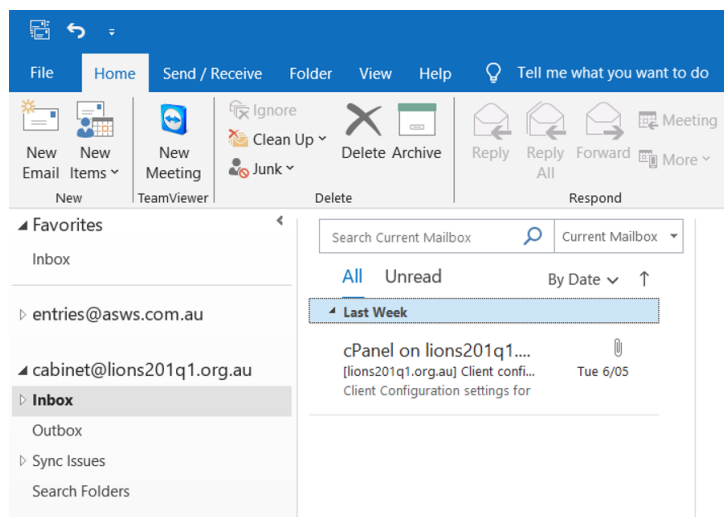 File Home Send / Receive Folder View Help Tell me what you want to do
New Email
New Items
New Meeting
Ignore
Clean Up
Junk
Delete
Archive
Reply
Reply All
Forward
Meeting
More
New TeamViewer Delete Respond
Favorites
Inbox
entries@asws.com.au
cabinet@lions201q1.org.au
Inbox
Outbox
Sync Issues
Search Folders
Search Current Mailbox Current Mailbox
All Unread By Date
Last Week
cPanel on lions201q1....
[lions201q1.org.au] Client confi... Tue 6/05
Client Configuration settings for